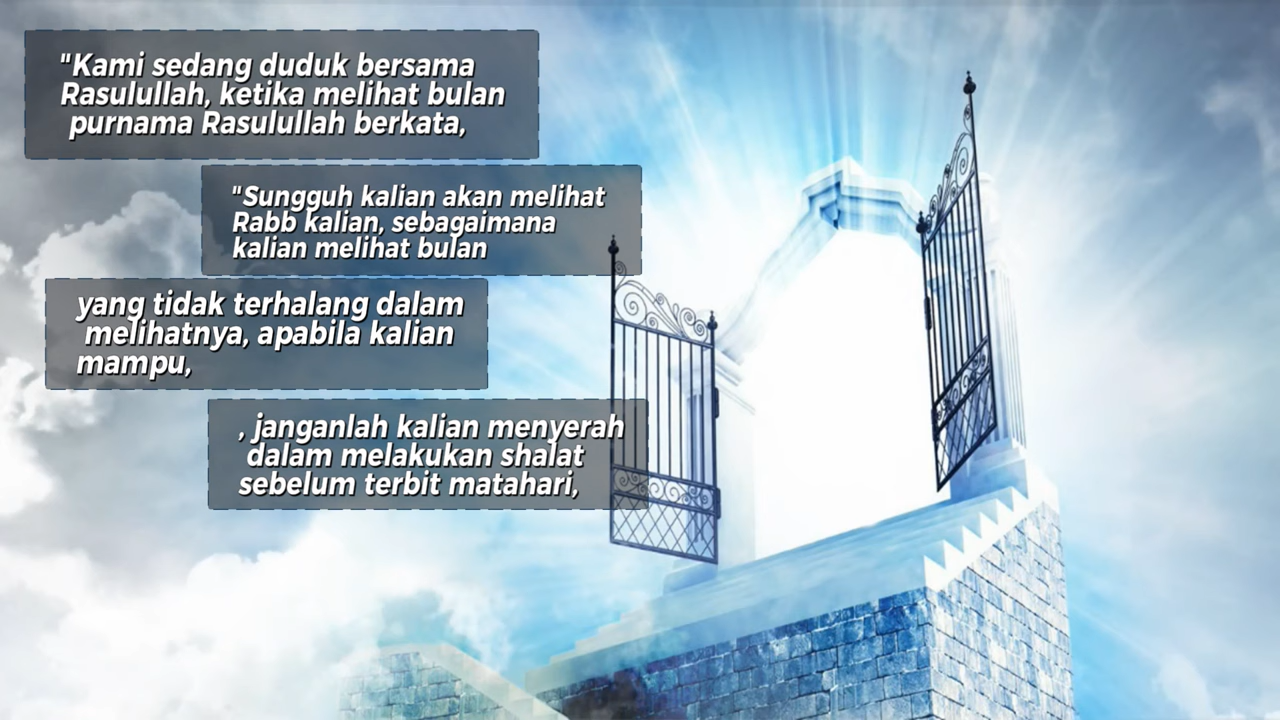 "Kami sedang duduk bersama
Rasulullah, ketika melihat bulan
purnama Rasulullah berkata,
"Sungguh kalian akan melihat
Rabb kalian, sebagaimana
kalian melihat bulan
yang tidak terhalang dalam
melihatnya, apabila kalian
mampu,
, janganlah kalian menyerah
dalam melakukan shalat
sebelum terbit matahari,